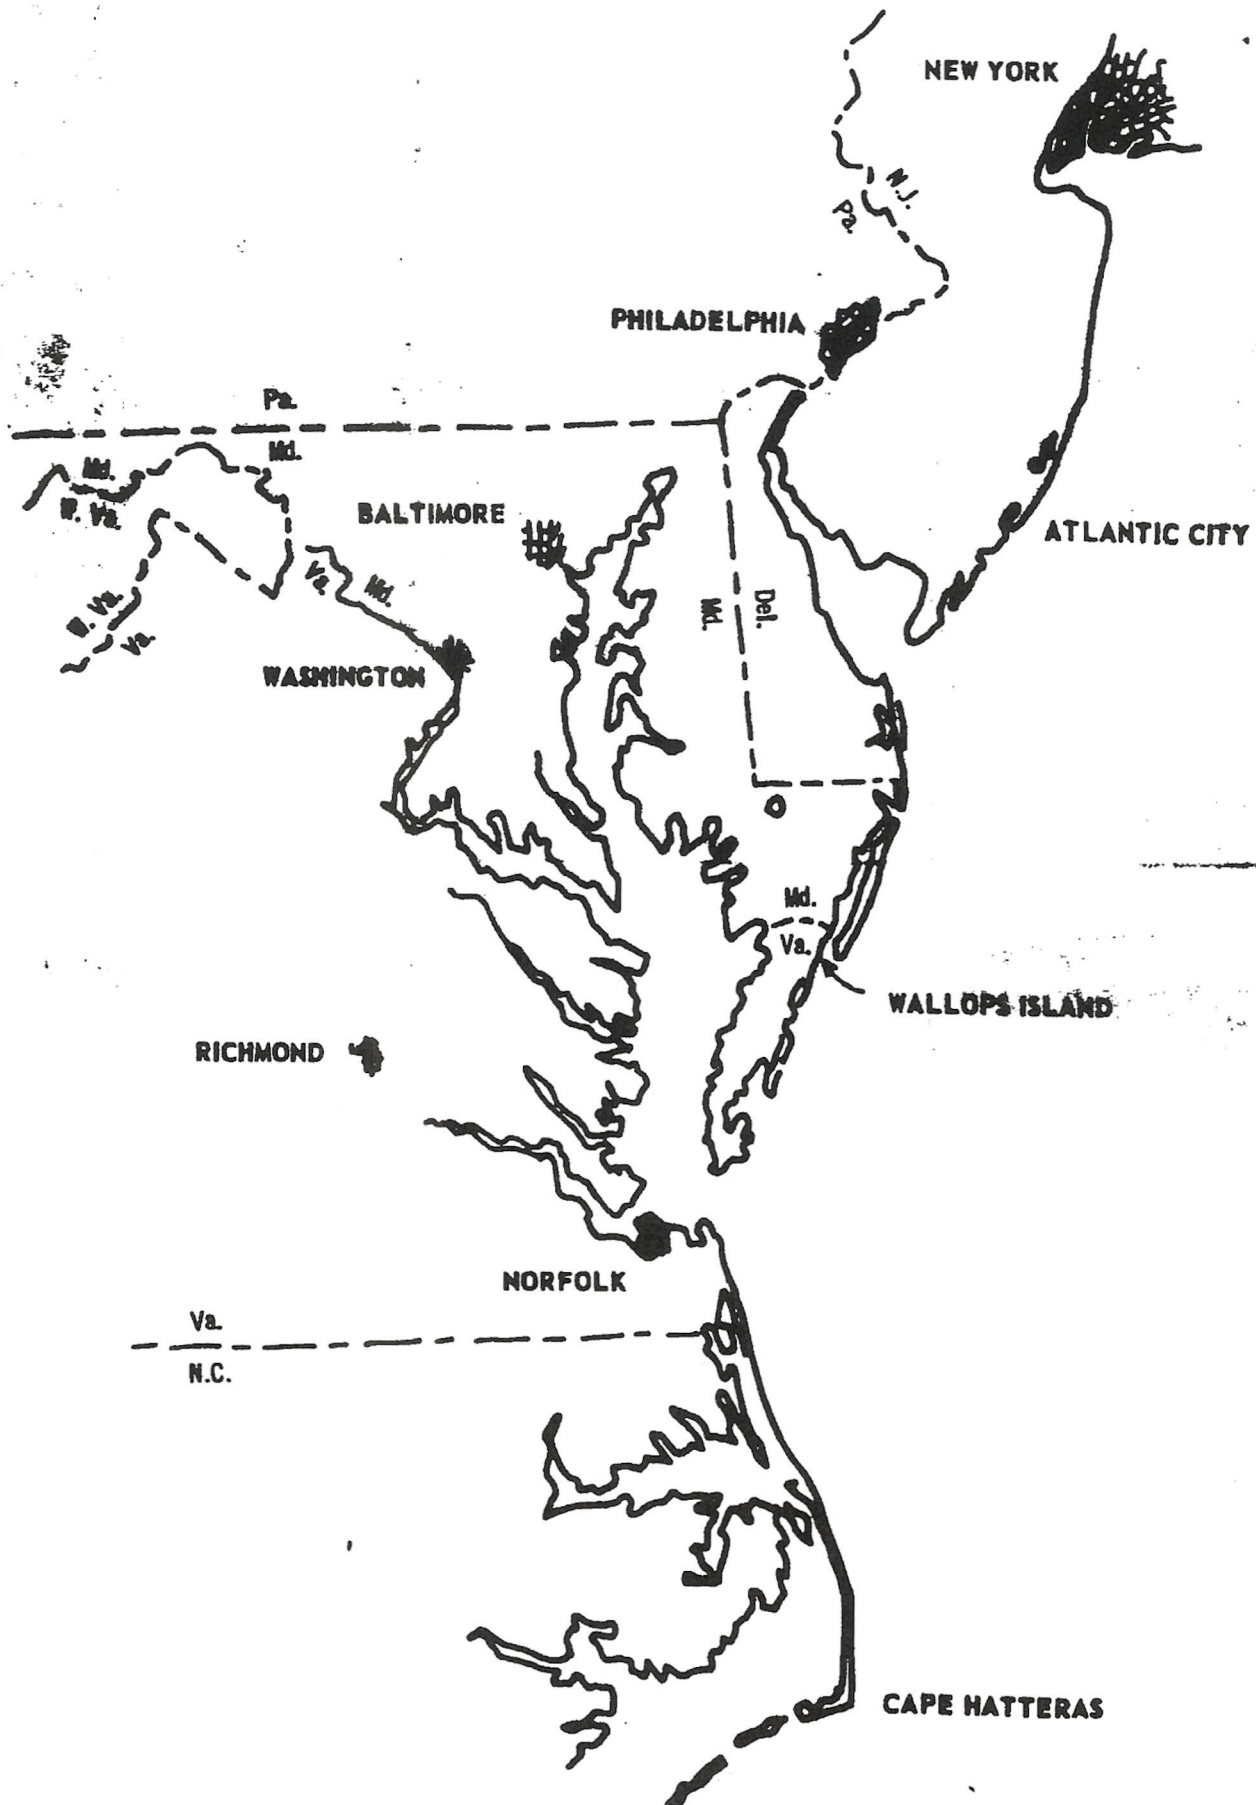 NEW YORK
N.J.
Pa.
PHILADELPHIA
Pa.
Md.
Md.
W. Va.
BALTIMORE
ATLANTIC CITY
Va.
Md.
Del.
Md.
W. Va.
Va.
WASHINGTON
Md.
Va.
WALLOPS ISLAND
RICHMOND
NORFOLK
Va.
N.C.
CAPE HATTERAS